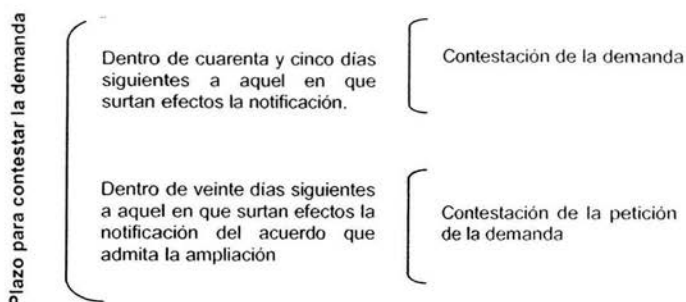 Plazo para contestar la demanda
Dentro de cuarenta y cinco días
siguientes a aquel en que
surtan efectos la notificación.
Contestación de la demanda
Dentro de veinte días siguientes
a aquel en que surtan efectos la
notificación del acuerdo que
admita la ampliación
Contestación de la petición
de la demanda